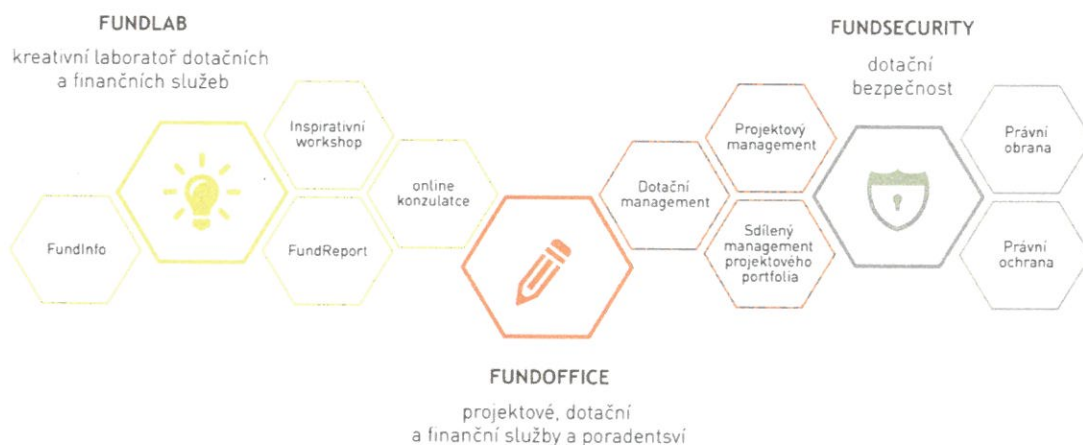 FUNDLAB
kreativní laboratoř dotačních
a finančních služeb
FundInfo
Inspirativní
workshop
FundReport
online
konzulatce
FUNDOFFICE
projektové, dotační
a finanční služby a poradentsví
Dotační
management
Projektový
management
Sdílený
management
projektového
portfolia
FUNDSECURITY
dotační
bezpečnost
Právní
obrana
Právní
ochrana